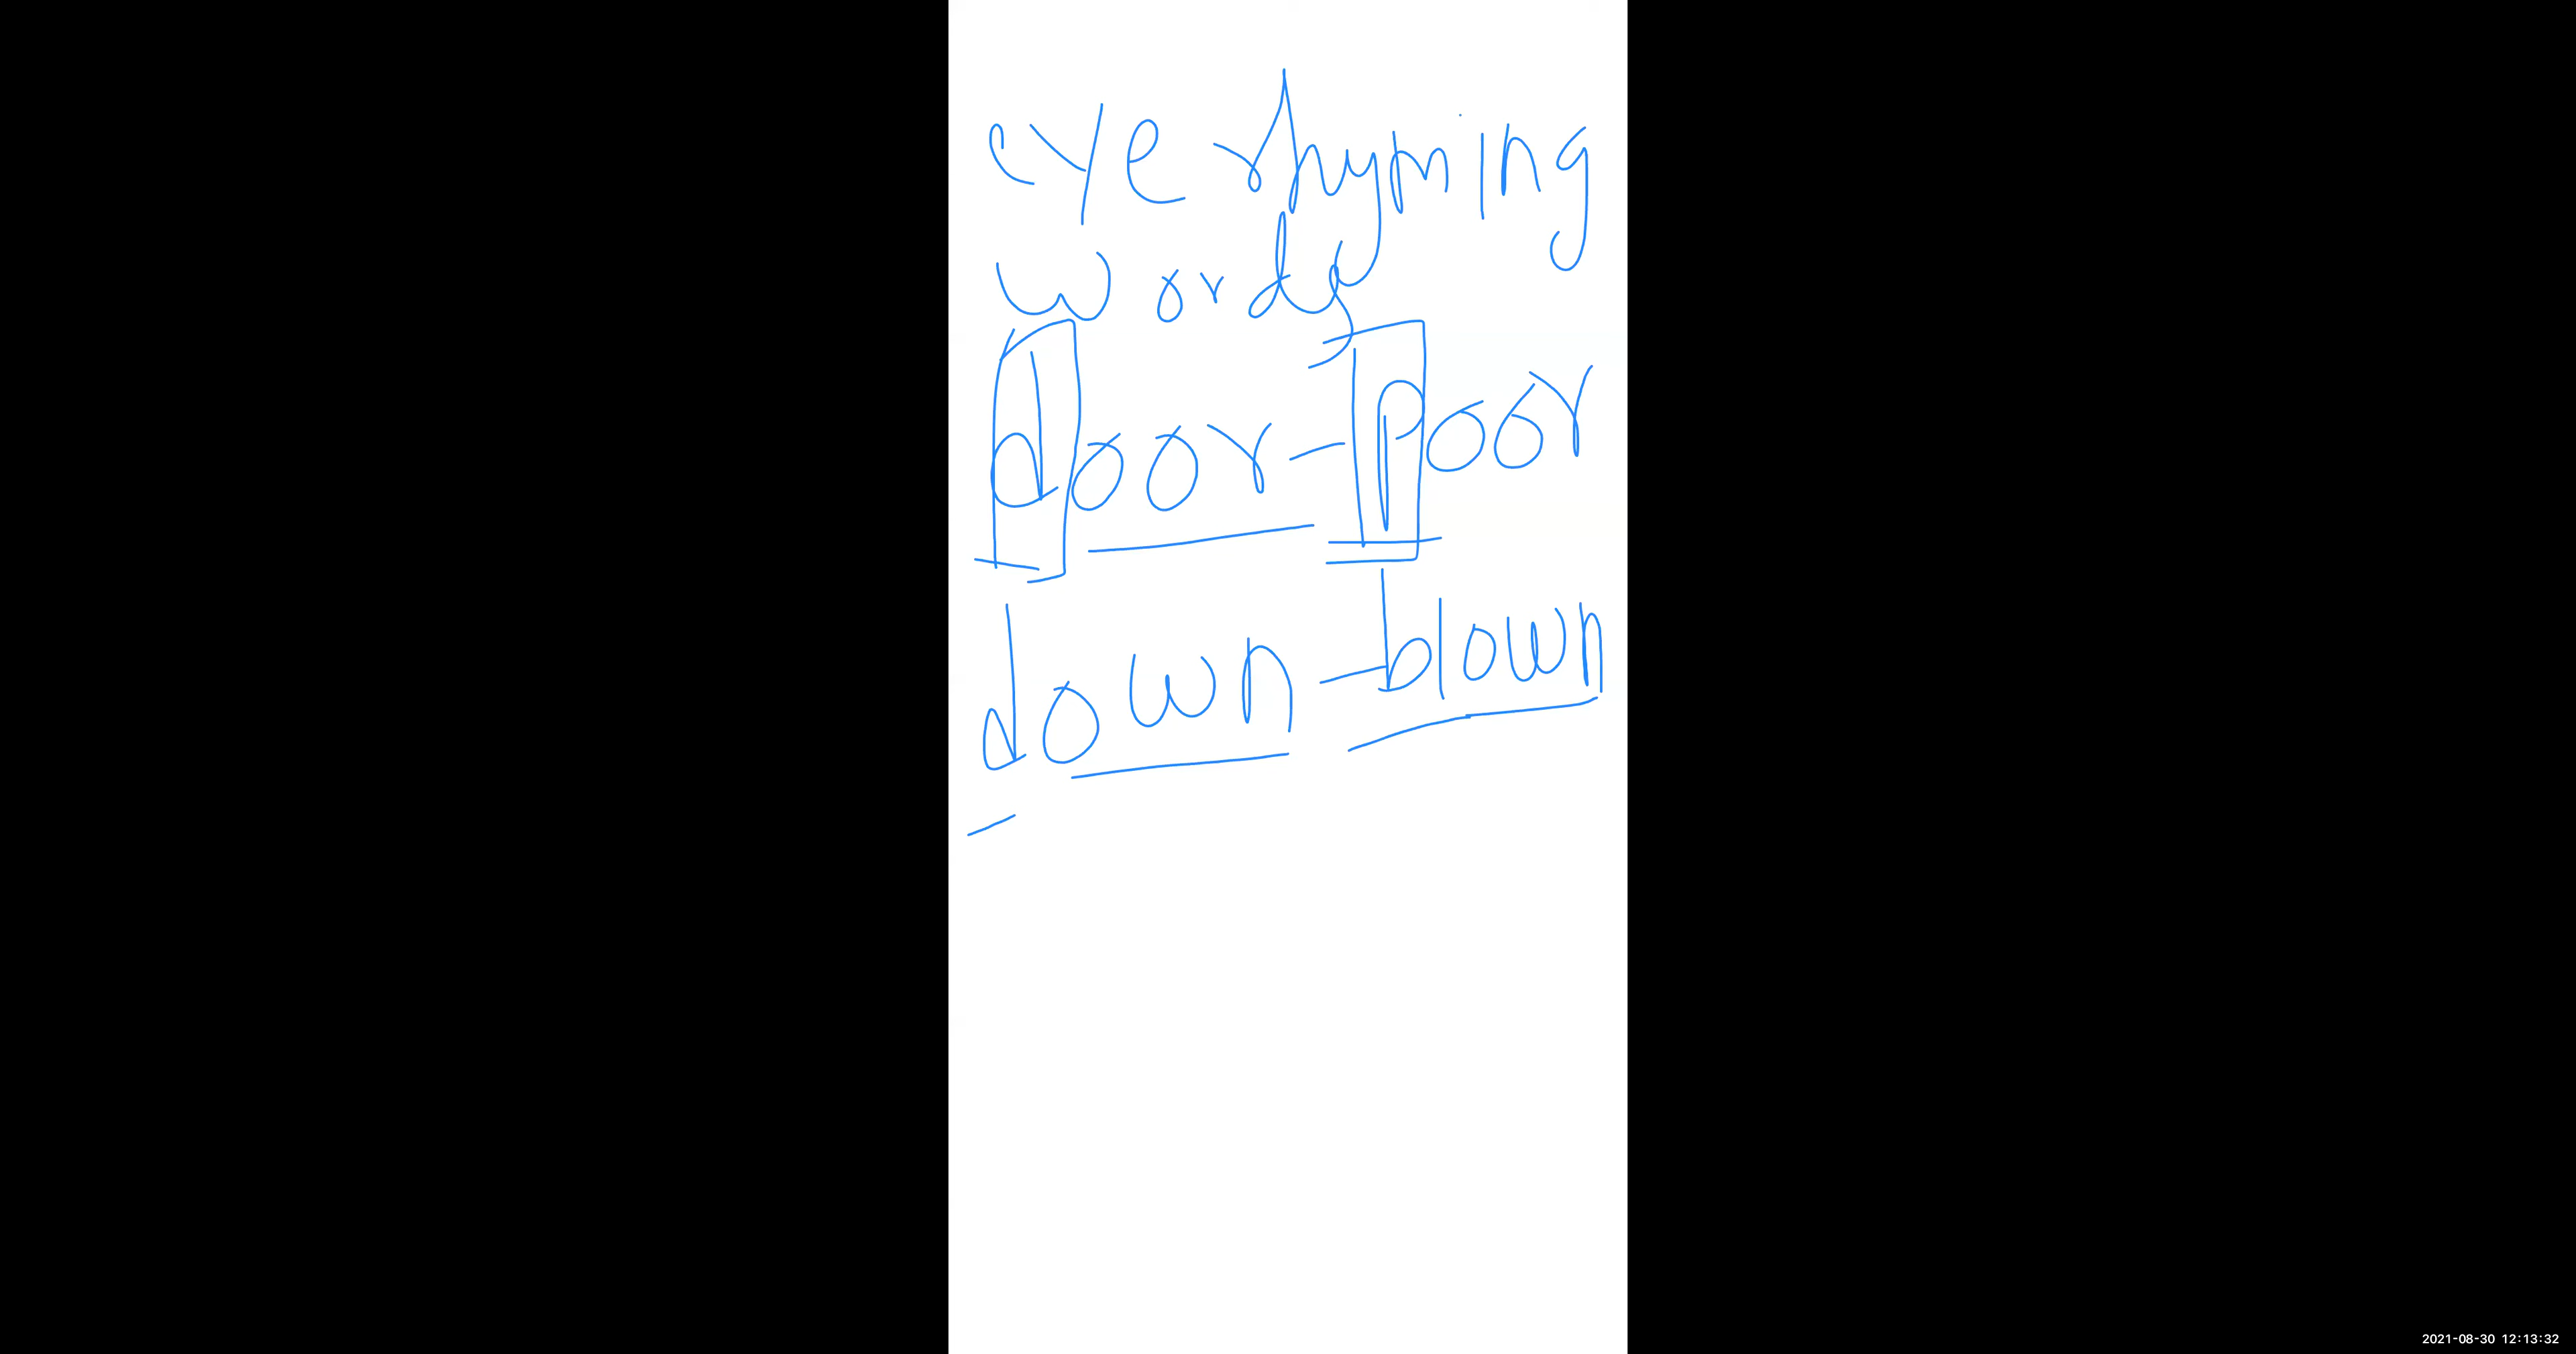 eye rhyming
words
door - poor
down - blown
2021-08-30 12:13:32